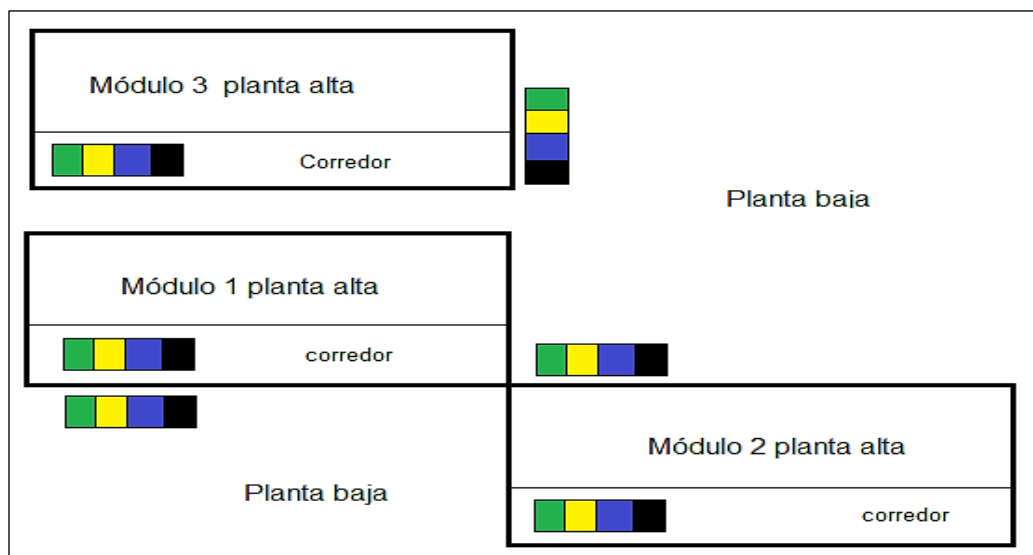 Módulo 3 planta alta
Corredor
Planta baja
Módulo 1 planta alta
corredor
Módulo 2 planta alta
Planta baja
corredor